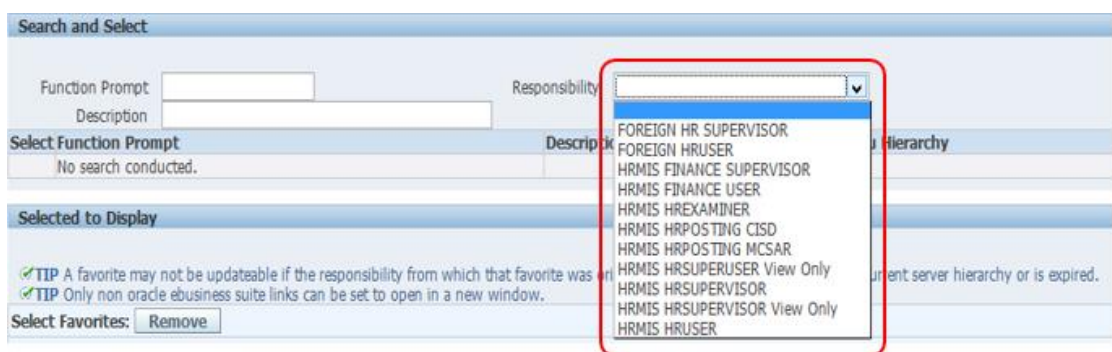 Search and Select
Function Prompt
Responsibility
Description
FOREIGN HR SUPERVISOR
FOREIGN HRUSER
HRMIS FINANCE SUPERVISOR
HRMIS FINANCE USER
HRMIS HREXAMINER
HRMIS HRPOSTING CISD
HRMIS HRPOSTING MCSAR
HRMIS HRSUPERUSER View Only
HRMIS HRSUPERVISOR
HRMIS HRSUPERVISOR View Only
HRMIS HRUSER
Select Function Prompt Hierarchy
No search conducted.
Selected to Display
TIP A favorite may not be updateable if the responsibility from which that favorite was server hierarchy or is expired.
TIP Only non oracle ebusiness suite links can be set to open in a new window.
Select Favorites: Remove